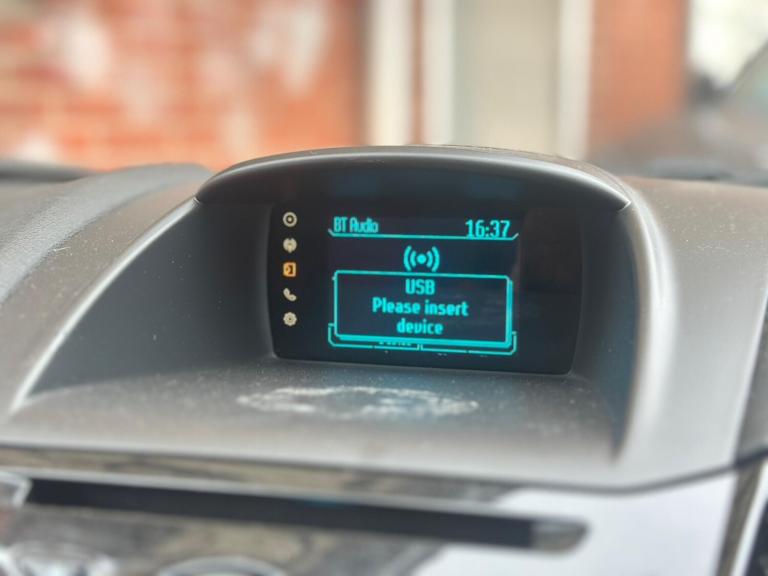 BT Audio 16:37
USB
Please insert
device